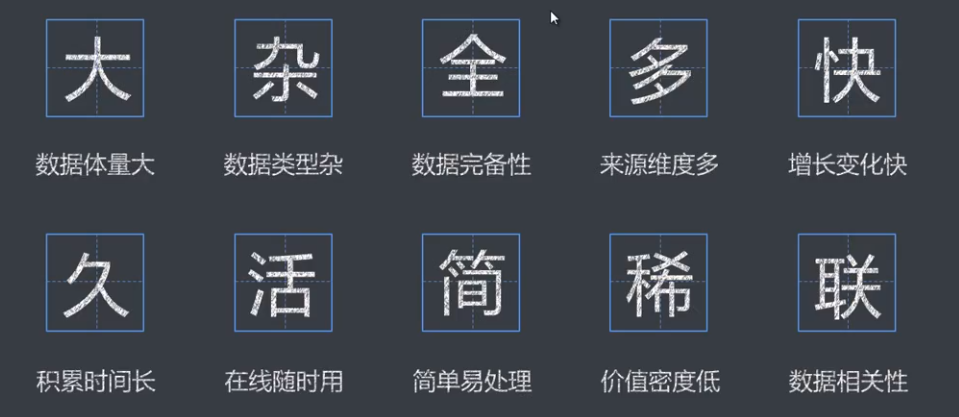 大 杂 全 多 快
数据体量大 数据类型杂 数据完备性 来源维度多 增长变化快
久 活 简 稀 联
积累时间长 在线随时用 简单易处理 价值密度低 数据相关性